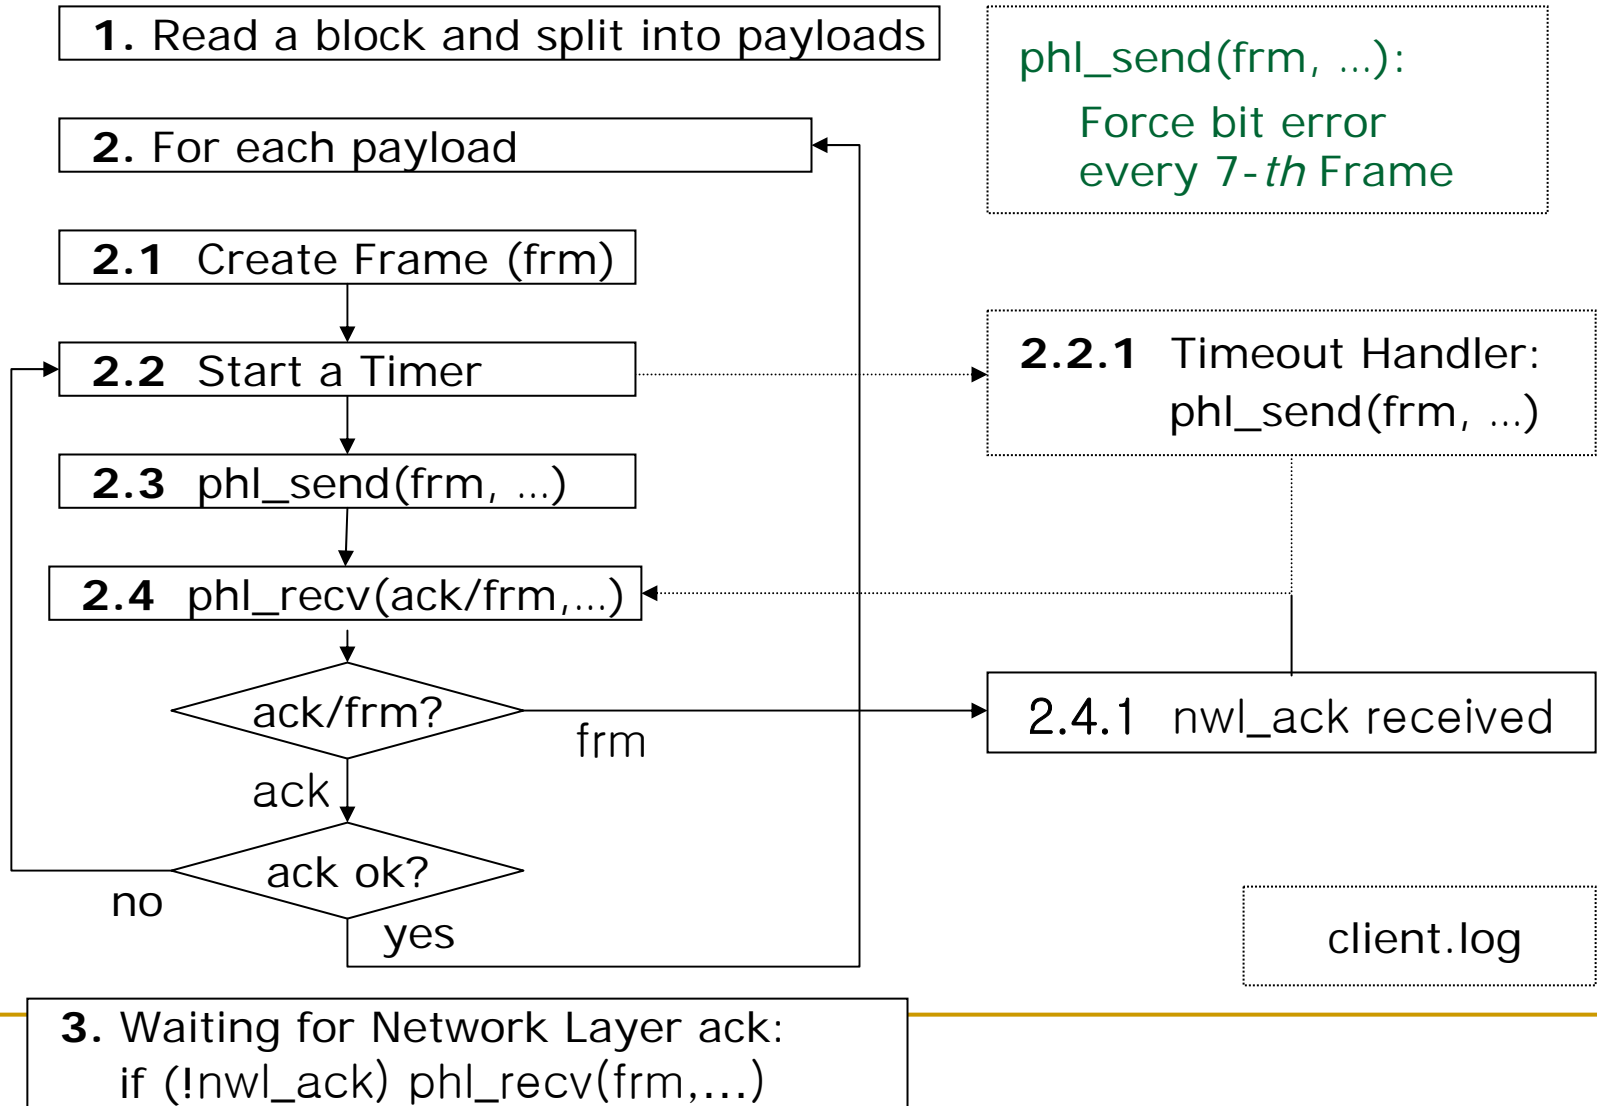 1. Read a block and split into payloads
phl_send(frm, ...):
Force bit error
every 7-th Frame
2. For each payload
2.1 Create Frame (frm)
2.2 Start a Timer
2.2.1 Timeout Handler:
phl_send(frm, ...)
2.3 phl_send(frm, ...)
2.4 phl_recv(ack/frm,...)
ack/frm?
frm
2.4.1 nwl_ack received
ack
ack ok?
no
yes
client.log
3. Waiting for Network Layer ack:
if (!nwl_ack) phl_recv(frm,...)